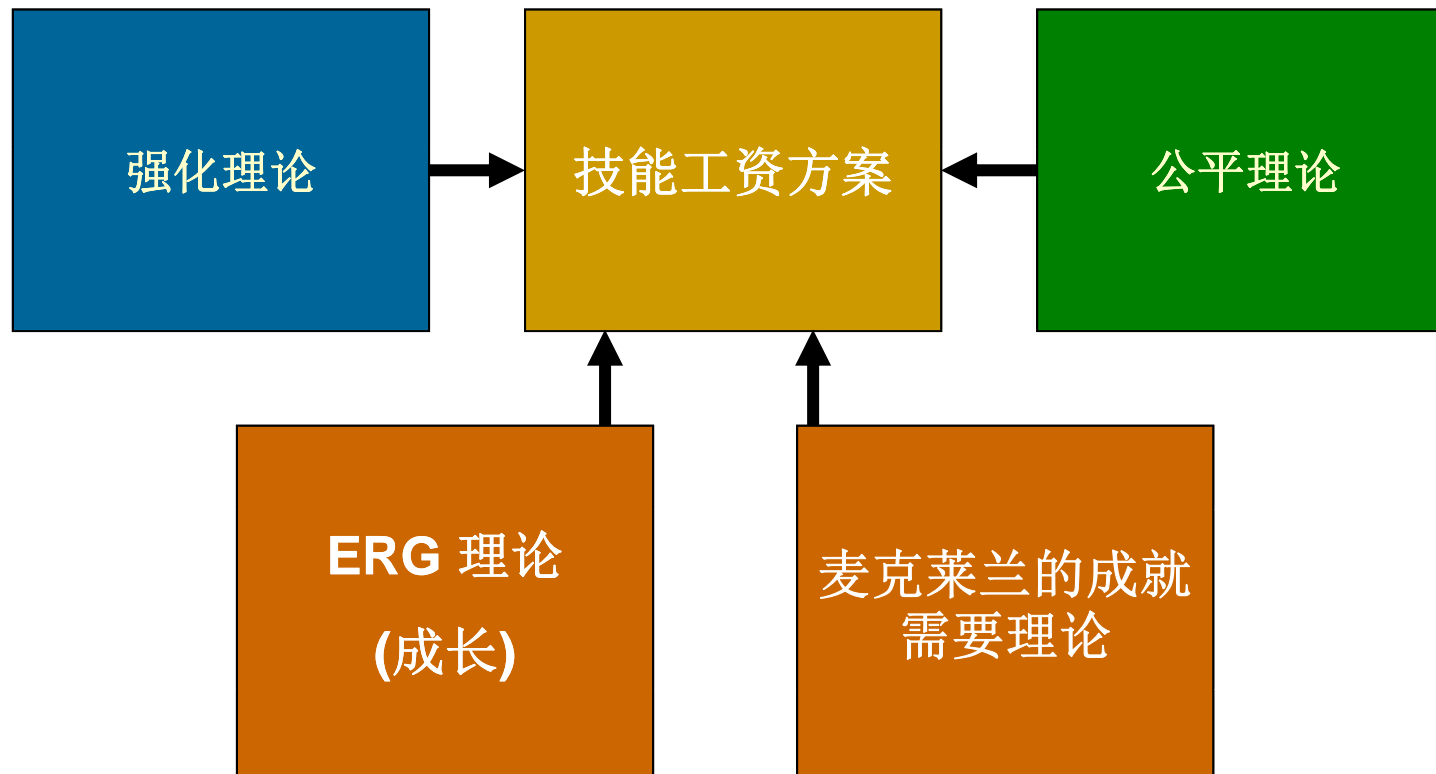 强化理论
技能工资方案
公平理论
ERG 理论
(成长)
麦克莱兰的成就
需要理论